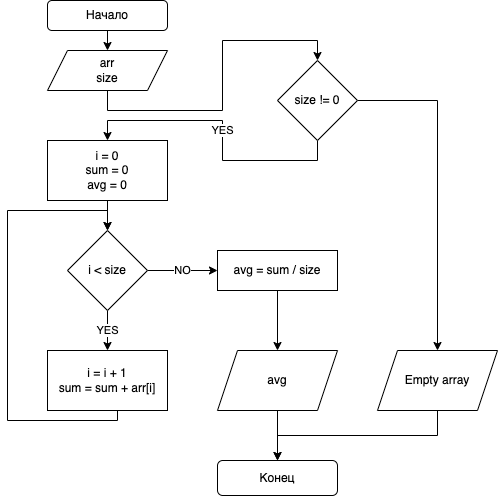 Начало
arr
size
size != 0
YES
i = 0
sum = 0
avg = 0
i < size
NO
avg = sum / size
YES
i = i + 1
sum = sum + arr[i]
avg
Empty array
Конец